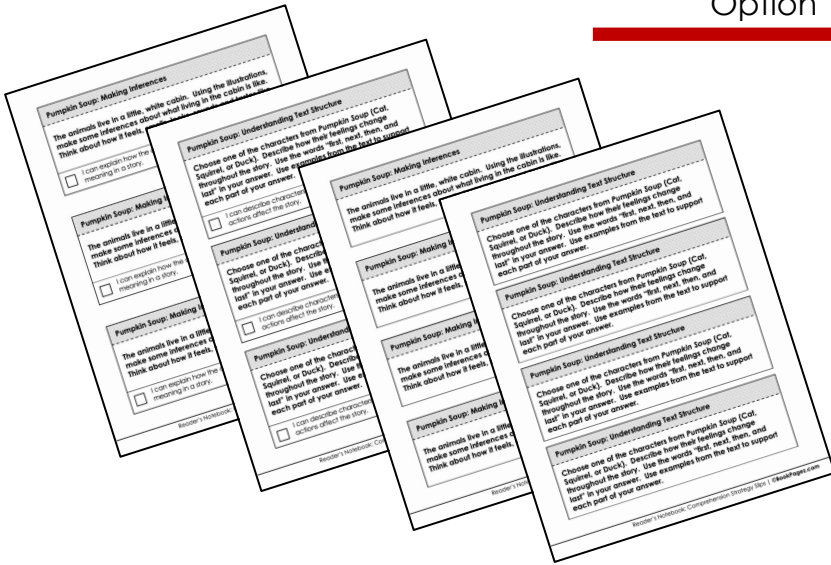 Option
Pumpkin Soup: Making Inferences
The animals live in a little, white cabin. Using the illustrations,
make some inferences about what living in the cabin is like.
Think about how it feels,
I can explain how the
meaning in a story.
Pumpkin Soup: Making
The animals live in a little
make some inferences
Think about how it feels,
I can explain how the
meaning in a story.
Pumpkin Soup: Making
The animals live in a little
make some inferences
Think about how it feels,
I can explain how the
meaning in a story.
Reader's Notebook:
Pumpkin Soup: Understanding Text Structure
Choose one of the characters from Pumpkin Soup (Cat,
Squirrel, or Duck). Describe how their feelings change
throughout the story. Use the words "first, next, then, and
last" in your answer. Use examples from the text to support
each part of your answer.
I can describe characters
actions affect the story.
Pumpkin Soup:
Choose one of the
Squirrel, or Duck).
throughout the story. Use
last" in your answer. Use
each part of your answer.
I can describe
actions affect the story.
Pumpkin Soup:
Choose one of the
Squirrel, or Duck).
throughout the story. Use
last" in your answer. Use
each part of your answer.
I can describe
actions affect the story.
Reader's Notebook:
Pumpkin Soup: Making Inferences
The animals live in a little, white cabin. Using the illustrations,
make some inferences about what living in the cabin is like.
Think about how it feels,
Pumpkin Soup: Making
The animals live in a little
make some inferences
Think about how it feels,
Pumpkin Soup: Making
The animals live in a little
make some inferences
Think about how it feels,
Pumpkin Soup: Making
The animals live in a little
make some inferences
Think about how it feels,
Reader's
Pumpkin Soup: Understanding Text Structure
Choose one of the characters from Pumpkin Soup (Cat,
Squirrel, or Duck). Describe how their feelings change
throughout the story. Use the words "first, next, then, and
last" in your answer. Use examples from the text to support
each part of your answer.
Pumpkin Soup: Understanding Text Structure
Choose one of the characters from Pumpkin Soup (Cat,
Squirrel, or Duck). Describe how their feelings change
throughout the story. Use the words "first, next, then, and
last" in your answer. Use examples from the text to support
each part of your answer.
Pumpkin Soup: Understanding Text Structure
Choose one of the characters from Pumpkin Soup (Cat,
Squirrel, or Duck). Describe how their feelings change
throughout the story. Use the words "first, next, then, and
last" in your answer. Use examples from the text to support
each part of your answer.
Pumpkin Soup: Understanding Text Structure
Choose one of the characters from Pumpkin Soup (Cat,
Squirrel, or Duck). Describe how their feelings change
throughout the story. Use the words "first, next, then, and
last" in your answer. Use examples from the text to support
each part of your answer.
Reader's Notebook: Comprehension Strategy Slips | ©BookPages.com